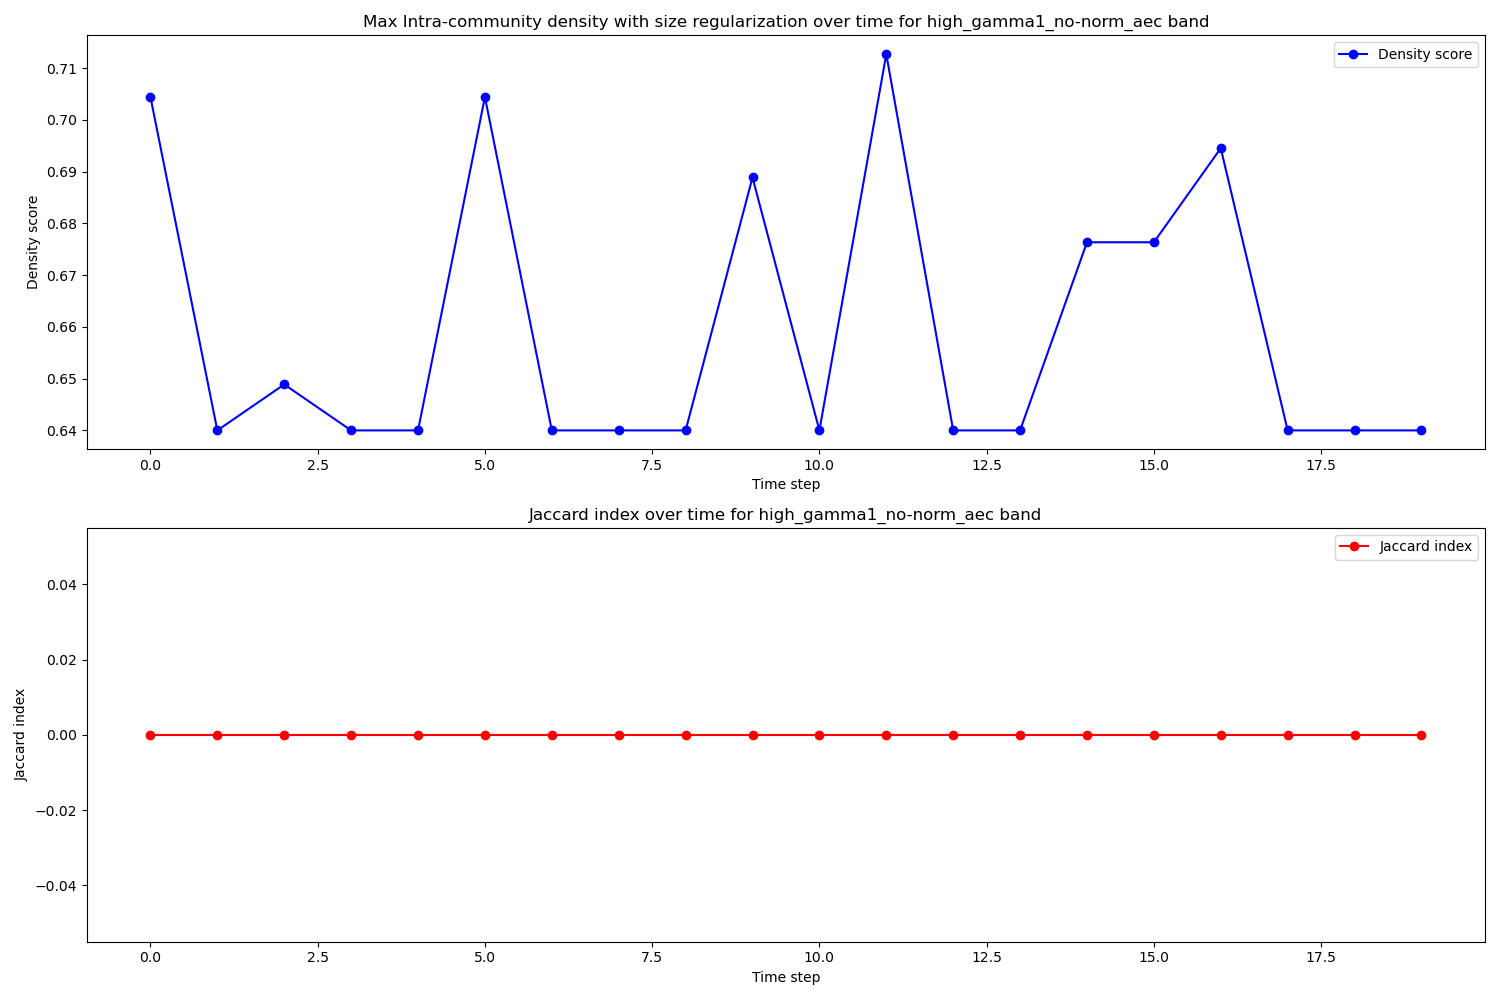 Max Intra-community density with size regularization over time for high_gamma1_no-norm_aec band
Density score
0.71
0.70
0.69
0.68
0.67
0.66
0.65
0.64
Density score
0.0 2.5 5.0 7.5 10.0 12.5 15.0 17.5
Time step
Jaccard index over time for high_gamma1_no-norm_aec band
Jaccard index
0.04
0.02
0.00
−0.02
−0.04
Jaccard index
0.0 2.5 5.0 7.5 10.0 12.5 15.0 17.5
Time step